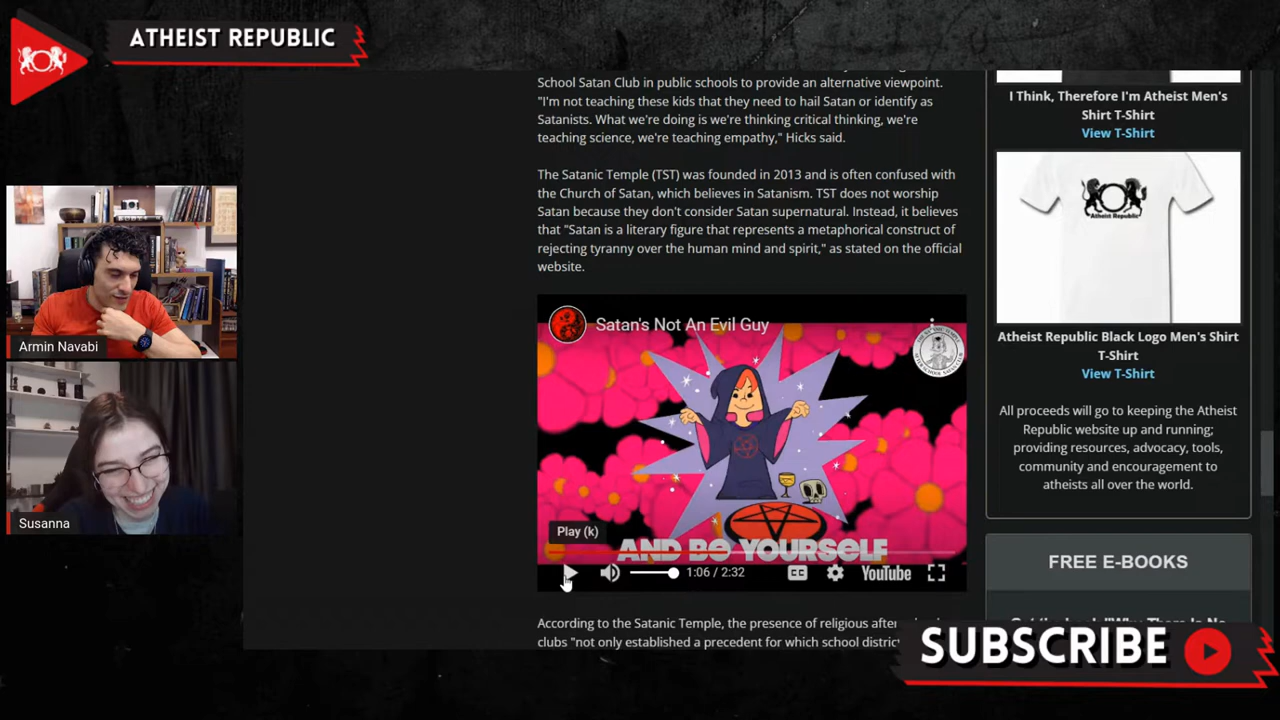 ATHEIST REPUBLIC
School Satan Club in public schools to provide an alternative viewpoint.
"I'm not teaching these kids that they need to hail Satan or identify as
Satanists. What we're doing is we're thinking critical thinking, we're
teaching science, we're teaching empathy," Hicks said.
The Satanic Temple (TST) was founded in 2013 and is often confused with
the Church of Satan, which believes in Satanism. TST does not worship
Satan because they don't consider Satan supernatural. Instead, it believes
that "Satan is a literary figure that represents a metaphorical construct of
rejecting tyranny over the human mind and spirit," as stated on the official
website.
Satan's Not An Evil Guy
AND BE YOURSELF
Play (k)
1:06 / 2:32
CC
YouTube
According to the Satanic Temple, the presence of religious after
clubs "not only established a precedent for which school
I Think, Therefore I'm Atheist Men's
Shirt T-Shirt
View T-Shirt
Atheist Republic
Atheist Republic Black Logo Men's Shirt
T-Shirt
View T-Shirt
All proceeds will go to keeping the Atheist
Republic website up and running;
providing resources, advocacy, tools,
community and encouragement to
atheists all over the world.
FREE E-BOOKS
SUBSCRIBE
Armin Navabi
Susanna